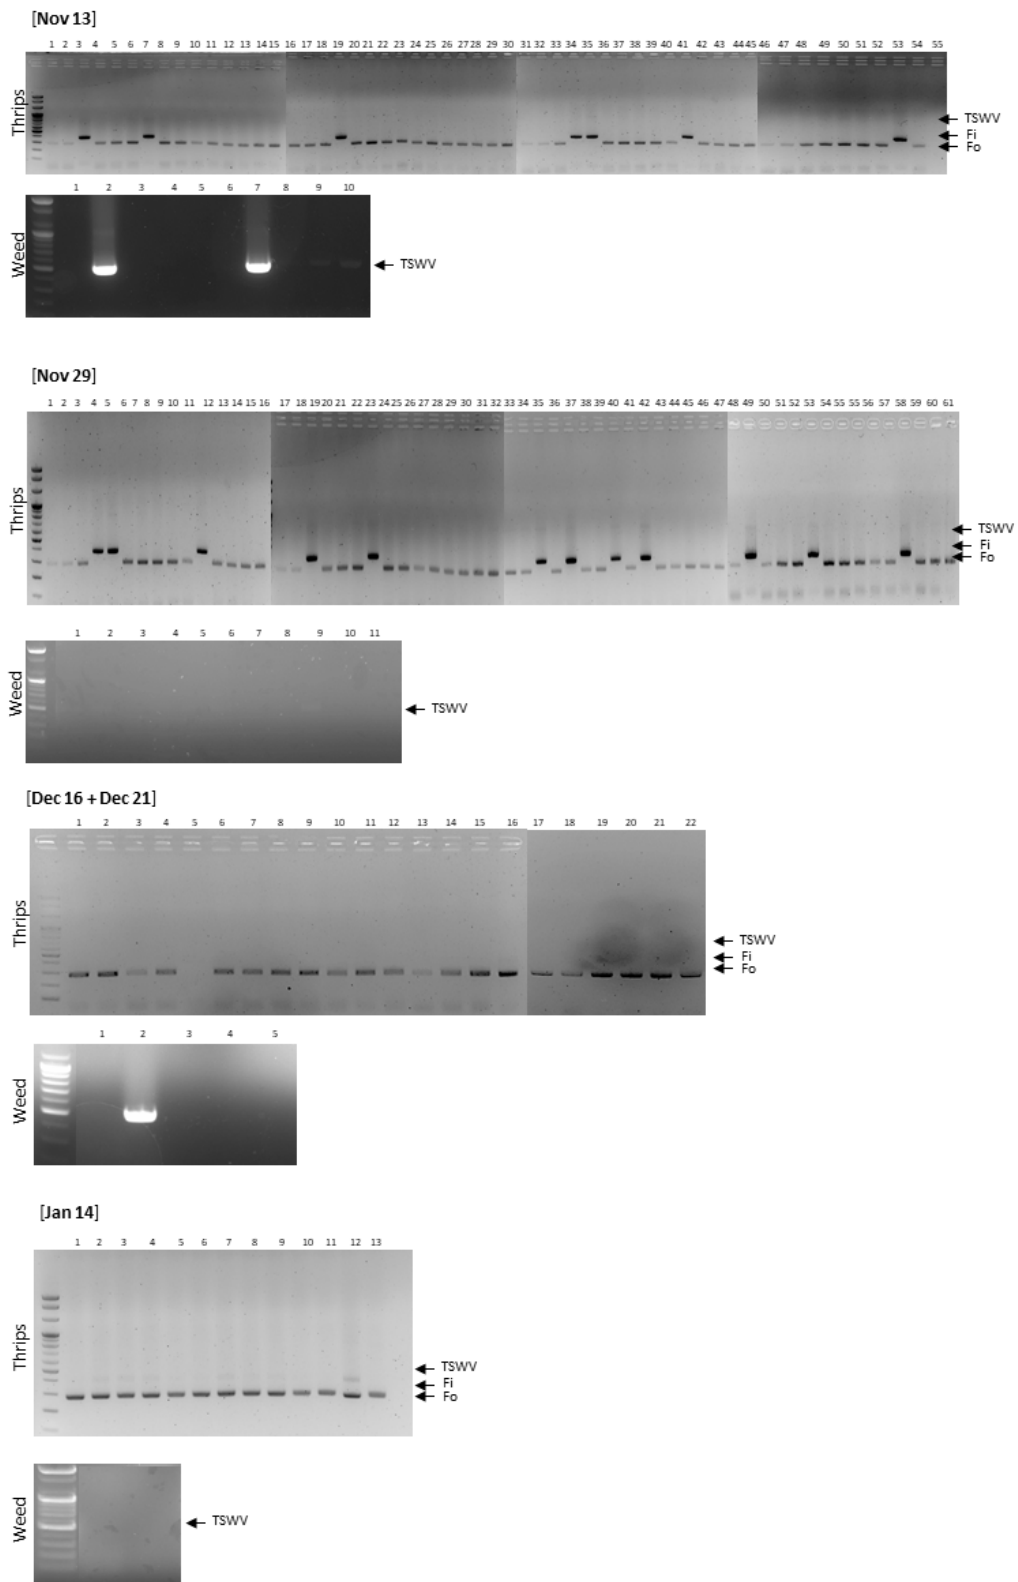 [Nov 13]
1 2 3 4 5 6 7 8 9 10 11 12 13 14 15 16 17 18 19 20 21 22 23 24 25 26 27 28 29 30 31 32 33 34 35 36 37 38 39 40 41 42 43 44 45 46 47 48 49 50 51 52 53 54 55
Thrips
TSWV
Fi
Fo
1 2 3 4 5 6 7 8 9 10
Weed
TSWV
[Nov 29]
1 2 3 4 5 6 7 8 9 10 11 12 13 14 15 16 17 18 19 20 21 22 23 24 25 26 27 28 29 30 31 32 33 34 35 36 37 38 39 40 41 42 43 44 45 46 47 48 49 50 51 52 53 54 55 55 56 57 58 59 60 61
Thrips
TSWV
Fi
Fo
1 2 3 4 5 6 7 8 9 10 11
Weed
TSWV
[Dec 16 + Dec 21]
1 2 3 4 5 6 7 8 9 10 11 12 13 14 15 16 17 18 19 20 21 22
Thrips
TSWV
Fi
Fo
1 2 3 4 5
Weed
[Jan 14]
1 2 3 4 5 6 7 8 9 10 11 12 13
Thrips
TSWV
Fi
Fo
Weed
TSWV